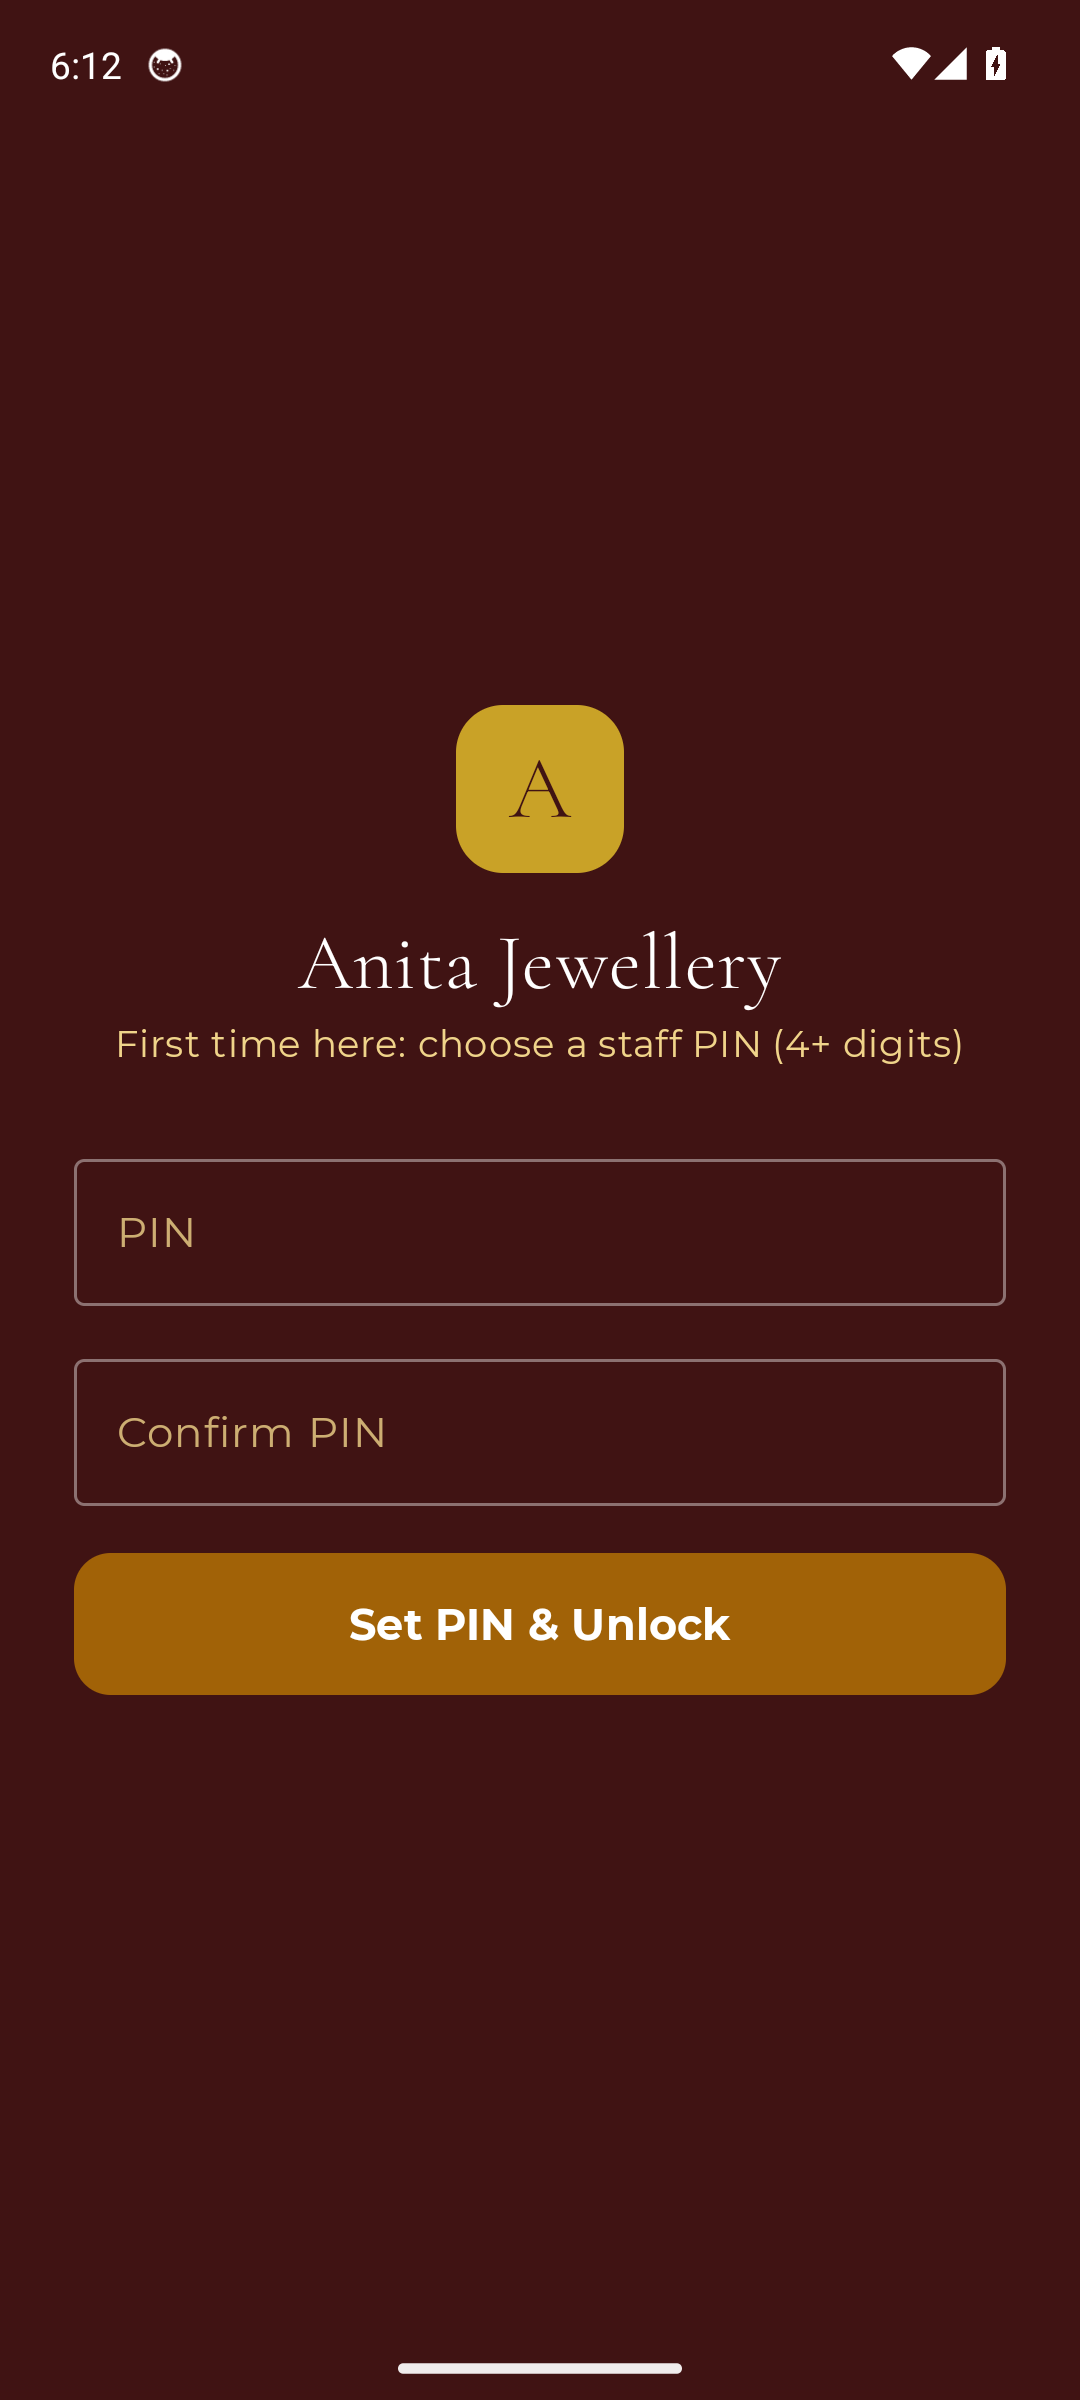 6:12
A
Anita Jewellery
First time here: choose a staff PIN (4+ digits)
PIN
Confirm PIN
Set PIN & Unlock